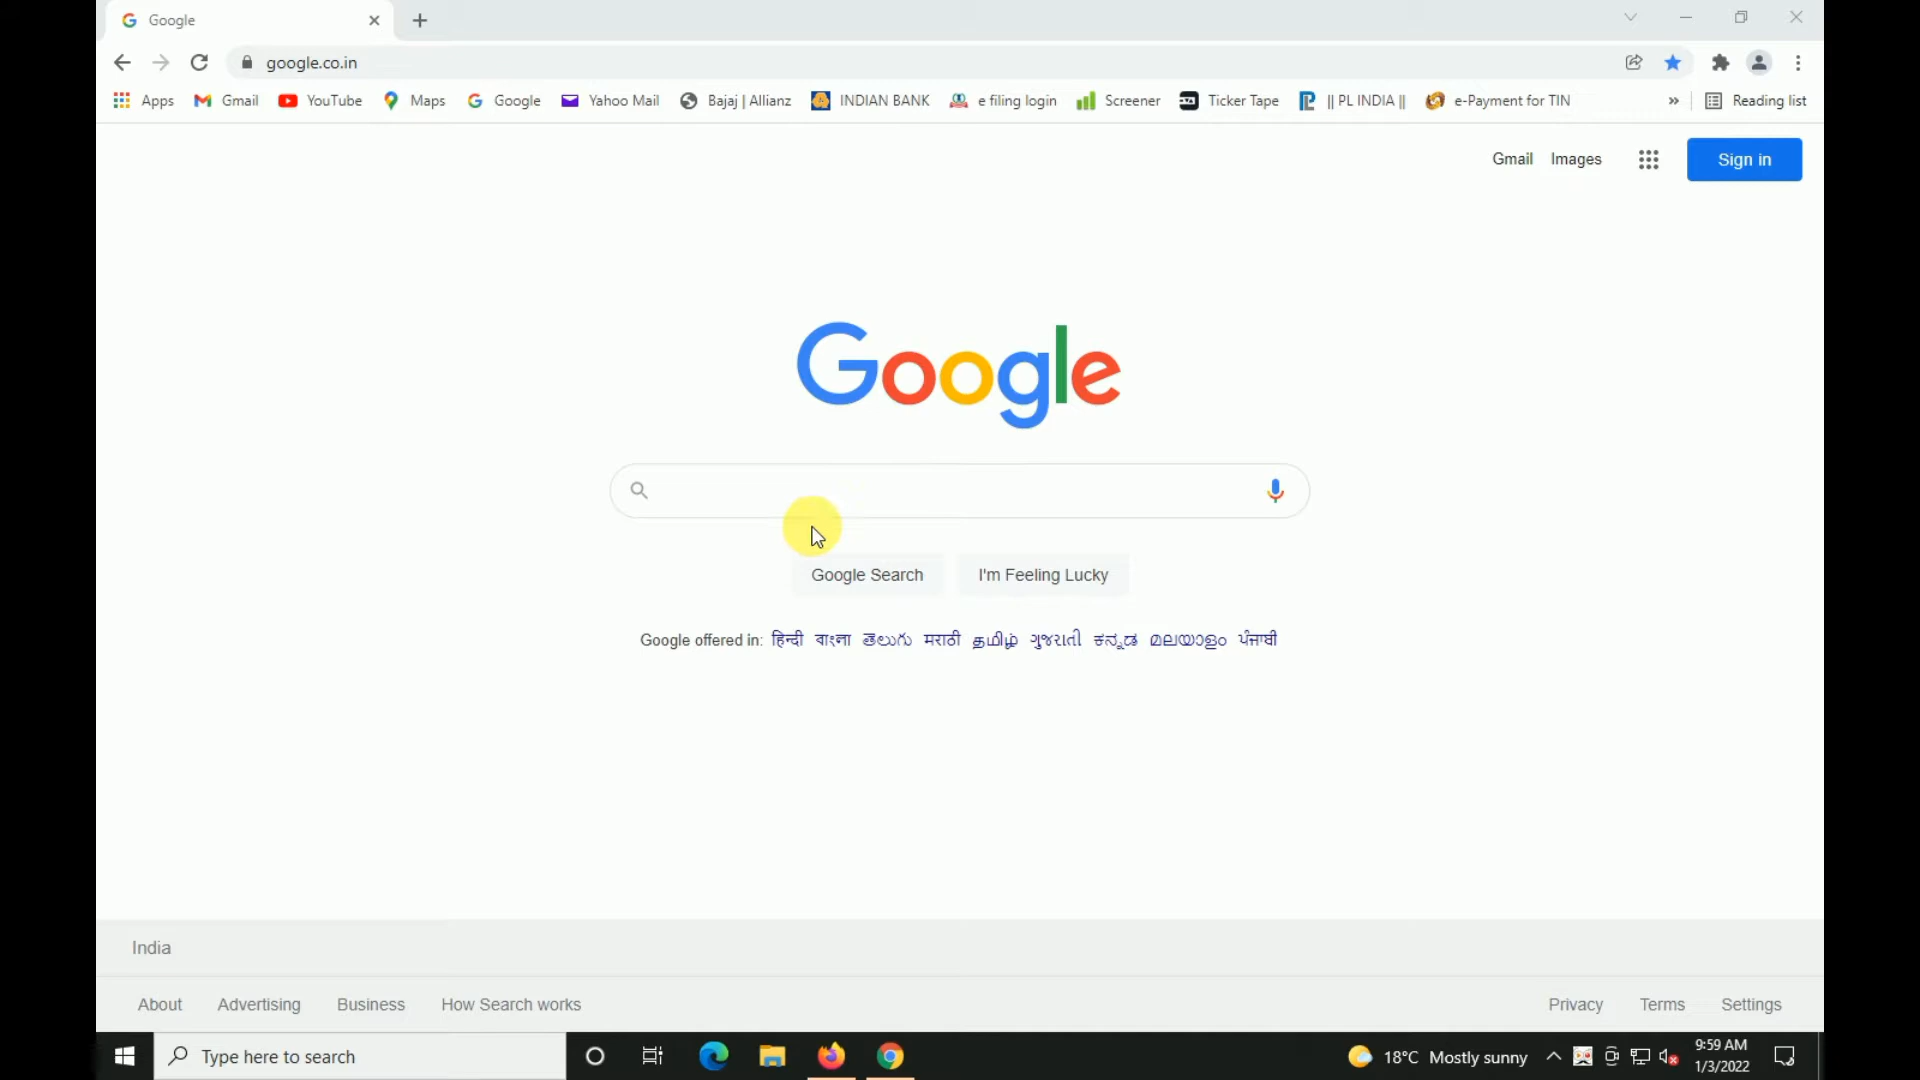 Google
google.co.in
Apps Gmail YouTube Maps Google Yahoo Mail Bajaj | Allianz INDIAN BANK e filing login Screener Ticker Tape || PL INDIA || e-Payment for TIN » Reading list
Gmail Images Sign in
Google
Google Search I'm Feeling Lucky
Google offered in: हिन्दी বাংলা తెలుగు मराठी தமிழ் ગુજરાતી ಕನ್ನಡ മലയാളം ਪੰਜਾਬੀ
India
About Advertising Business How Search works Privacy Terms Settings
Type here to search 18°C Mostly sunny 9:59 AM
1/3/2022